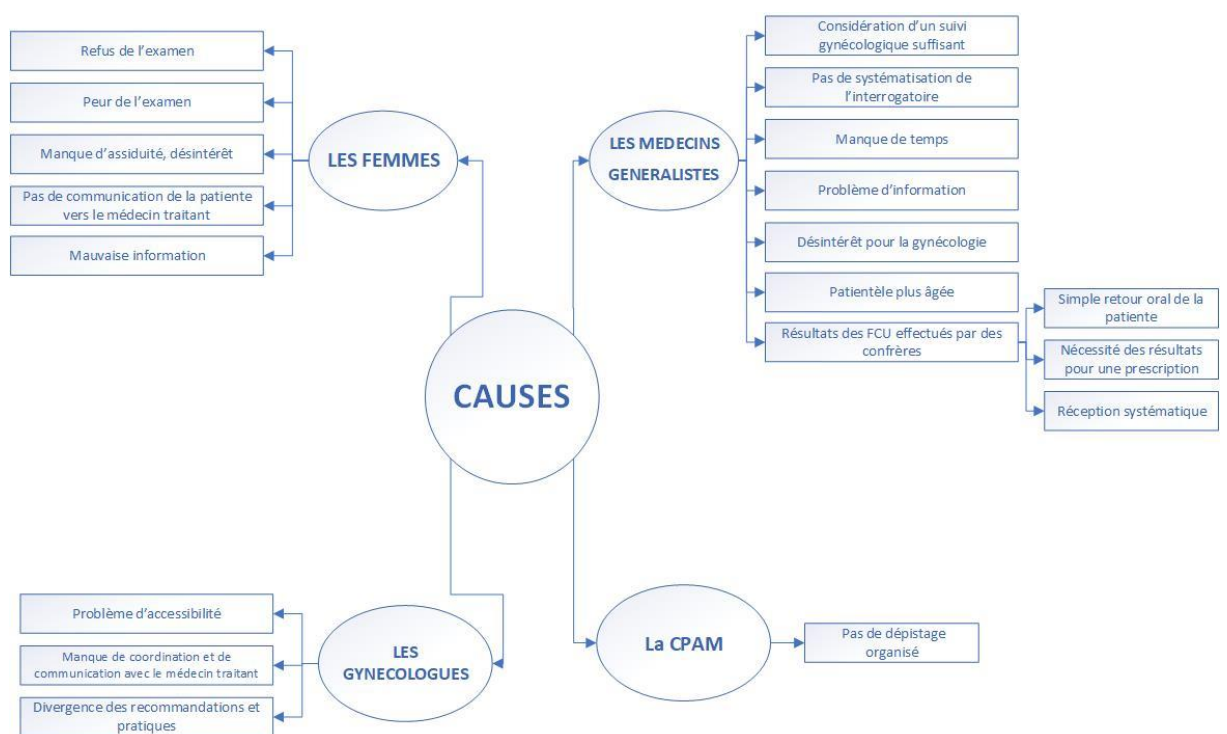 CAUSES
LES FEMMES
Refus de l’examen
Peur de l’examen
Manque d’assiduité, désintérêt
Pas de communication de la patiente
vers le médecin traitant
Mauvaise information
LES MEDECINS
GENERALISTES
Considération d’un suivi
gynécologique suffisant
Pas de systématisation de
l’interrogatoire
Manque de temps
Problème d’information
Désintérêt pour la gynécologie
Patientèle plus âgée
Résultats des FCU effectués par des
confrères
Simple retour oral de la
patiente
Nécessité des résultats
pour une prescription
Réception systématique
LES
GYNECOLOGUES
Problème d’accessibilité
Manque de coordination et de
communication avec le médecin traitant
Divergence des recommandations et
pratiques
La CPAM
Pas de dépistage
organisé